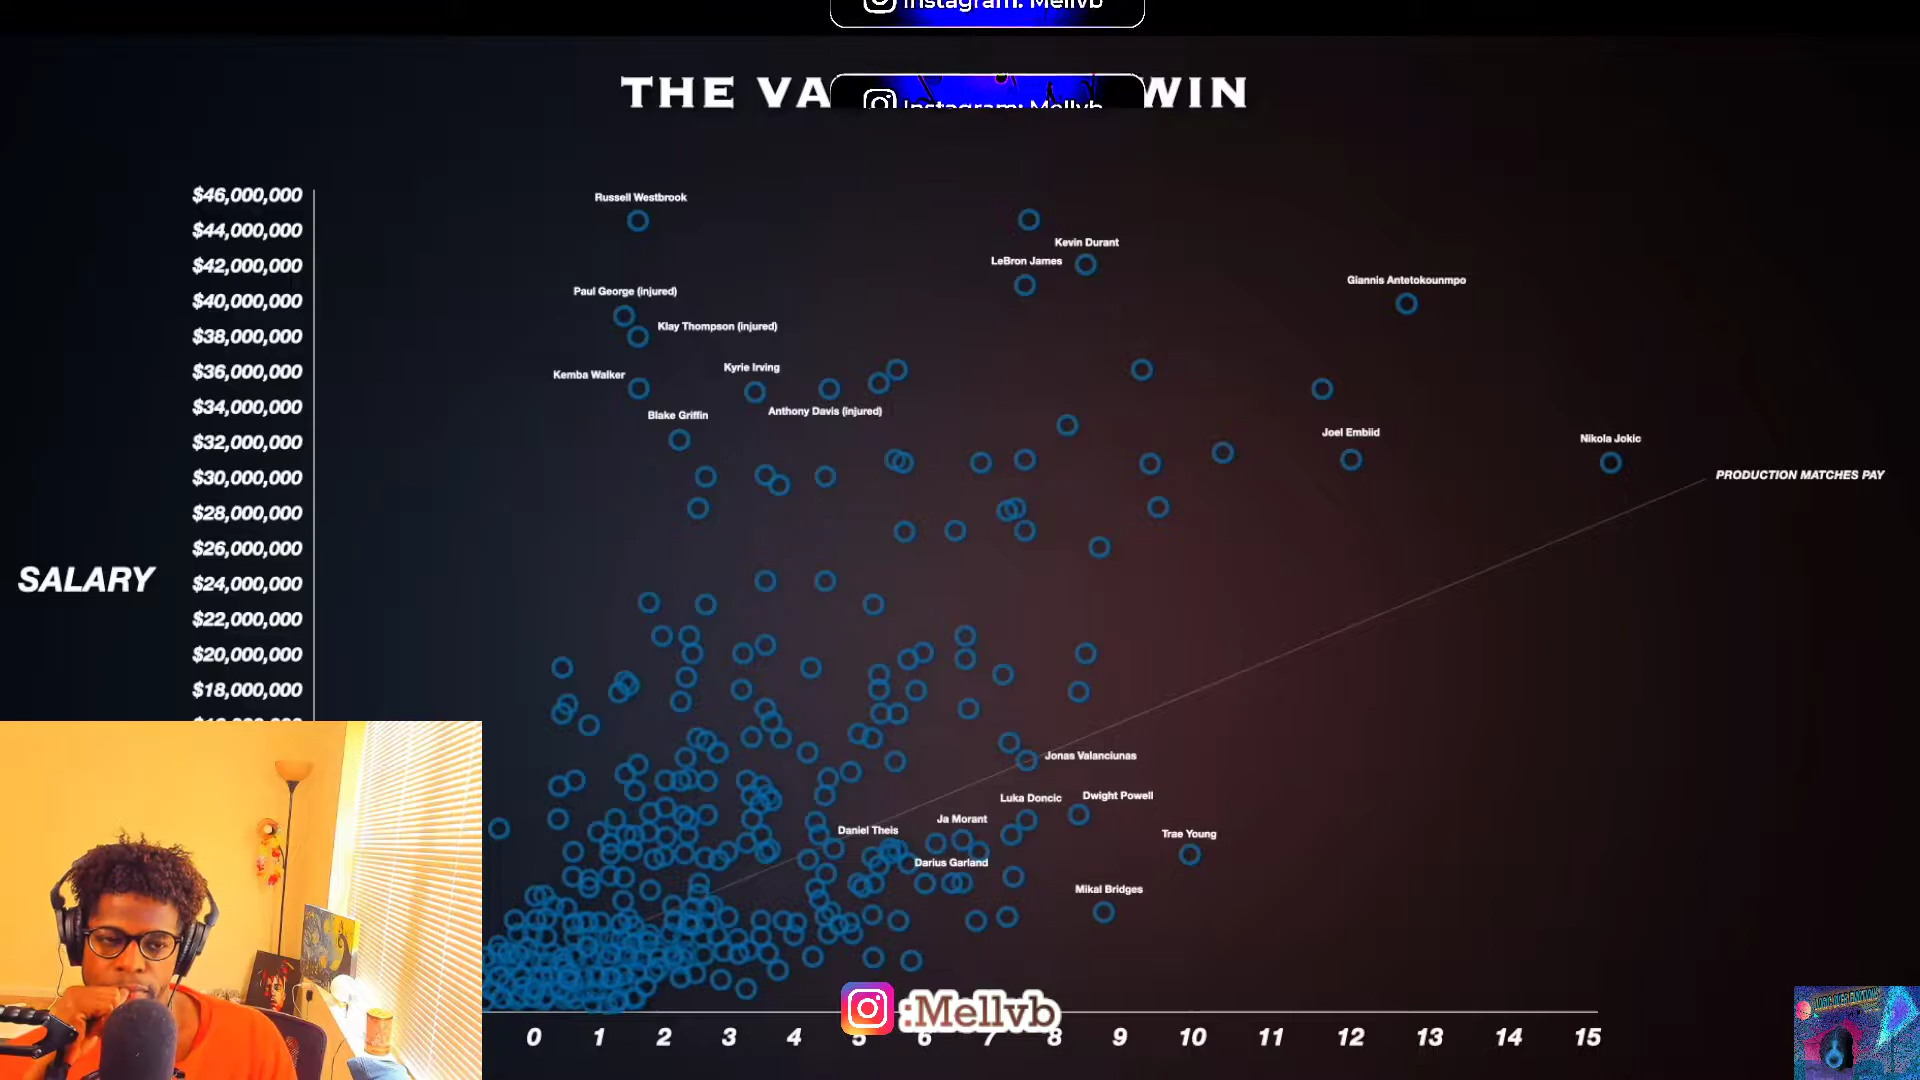 Instagram: Mellvb
THE VA
Instagram: Mellvb
WIN
$46,000,000
Russell Westbrook
$44,000,000
Kevin Durant
$42,000,000
LeBron James
Giannis Antetokounmpo
Paul George (injured)
$40,000,000
Klay Thompson (injured)
$38,000,000
Kyrie Irving
$36,000,000
Kemba Walker
$34,000,000
Anthony Davis (injured)
Blake Griffin
Joel Embiid
Nikola Jokic
$32,000,000
$30,000,000
PRODUCTION MATCHES PAY
$28,000,000
$26,000,000
SALARY
$24,000,000
$22,000,000
$20,000,000
$18,000,000
Jonas Valanciunas
Luka Doncic
Dwight Powell
Ja Morant
Daniel Theis
Trae Young
Darius Garland
Mikal Bridges
:Mellvb
0 1 2 3 4 5 6 7 8 9 10 11 12 13 14 15